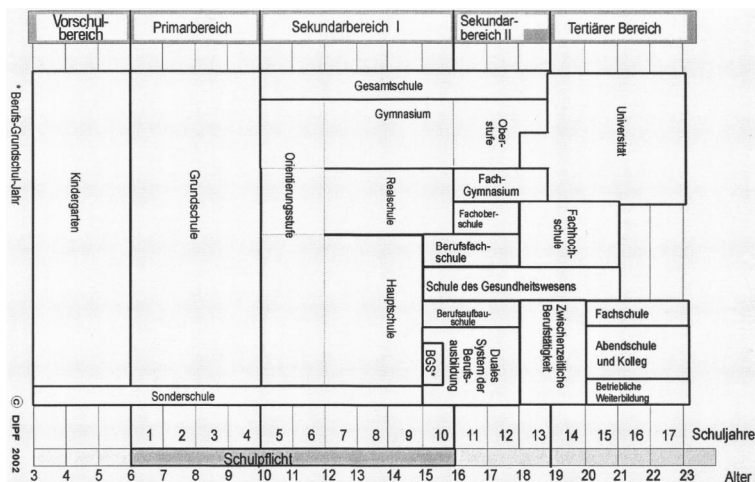 Vorschul-
bereich
Primarbereich
Sekundarbereich I
Sekundar-
bereich II
Tertiärer Bereich
* Berufs-Grundschul-Jahr
Kindergarten
Grundschule
Orientierungsstufe
Gesamtschule
Gymnasium
Ober-
stufe
Universität
Realschule
Fach-
Gymnasium
Fachober-
schule
Fachhoch-
schule
Berufsfach-
schule
Hauptschule
Schule des Gesundheitswesens
Berufsaufbau-
schule
BGS*
Duales
System der
Berufs-
ausbildung
Zwischenzeitliche
Berufstätigkeit
Fachschule
Abendschule
und Kolleg
Betriebliche
Weiterbildung
Sonderschule
© DIPF 2002
1 2 3 4 5 6 7 8 9 10 11 12 13 14 15 16 17 Schuljahre
Schulpflicht
3 4 5 6 7 8 9 10 11 12 13 14 15 16 17 18 19 20 21 22 23 Alter